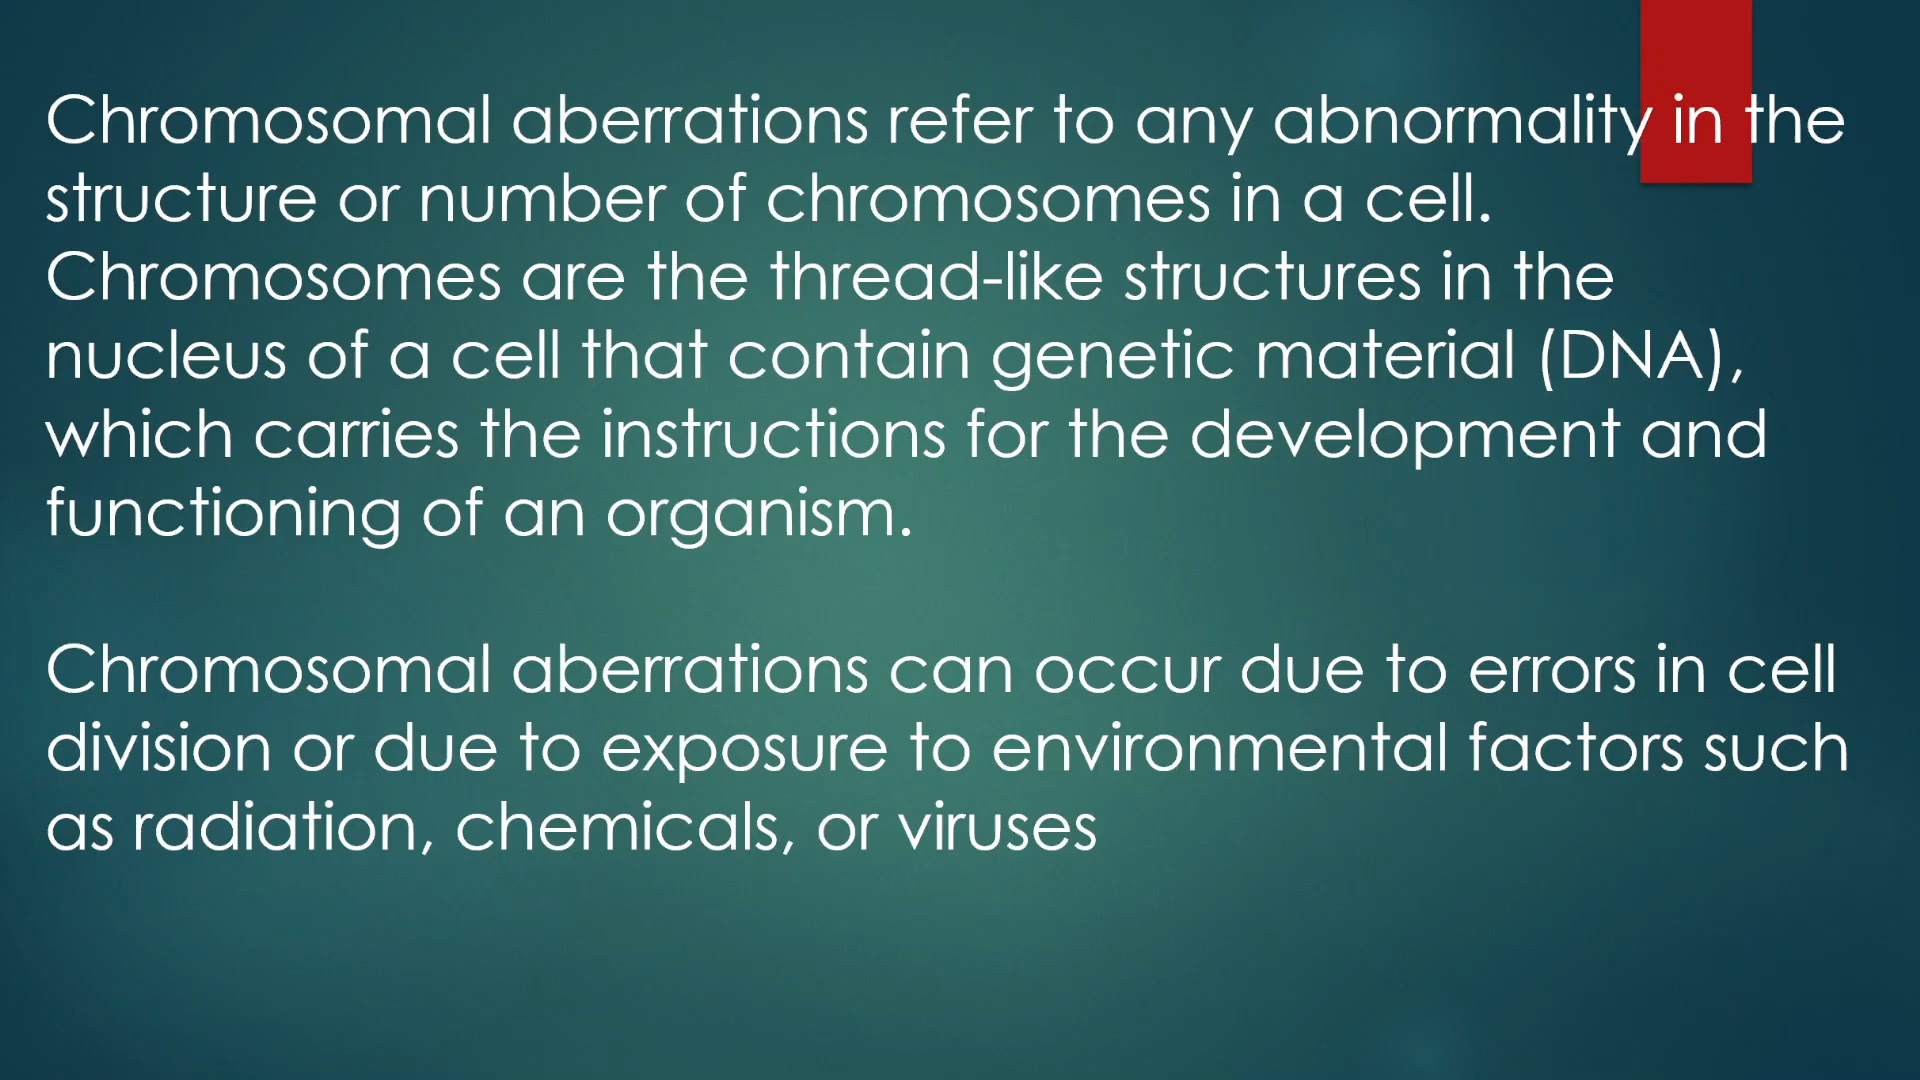 Chromosomal aberrations refer to any abnormality in the
structure or number of chromosomes in a cell.
Chromosomes are the thread-like structures in the
nucleus of a cell that contain genetic material (DNA),
which carries the instructions for the development and
functioning of an organism.
Chromosomal aberrations can occur due to errors in cell
division or due to exposure to environmental factors such
as radiation, chemicals, or viruses